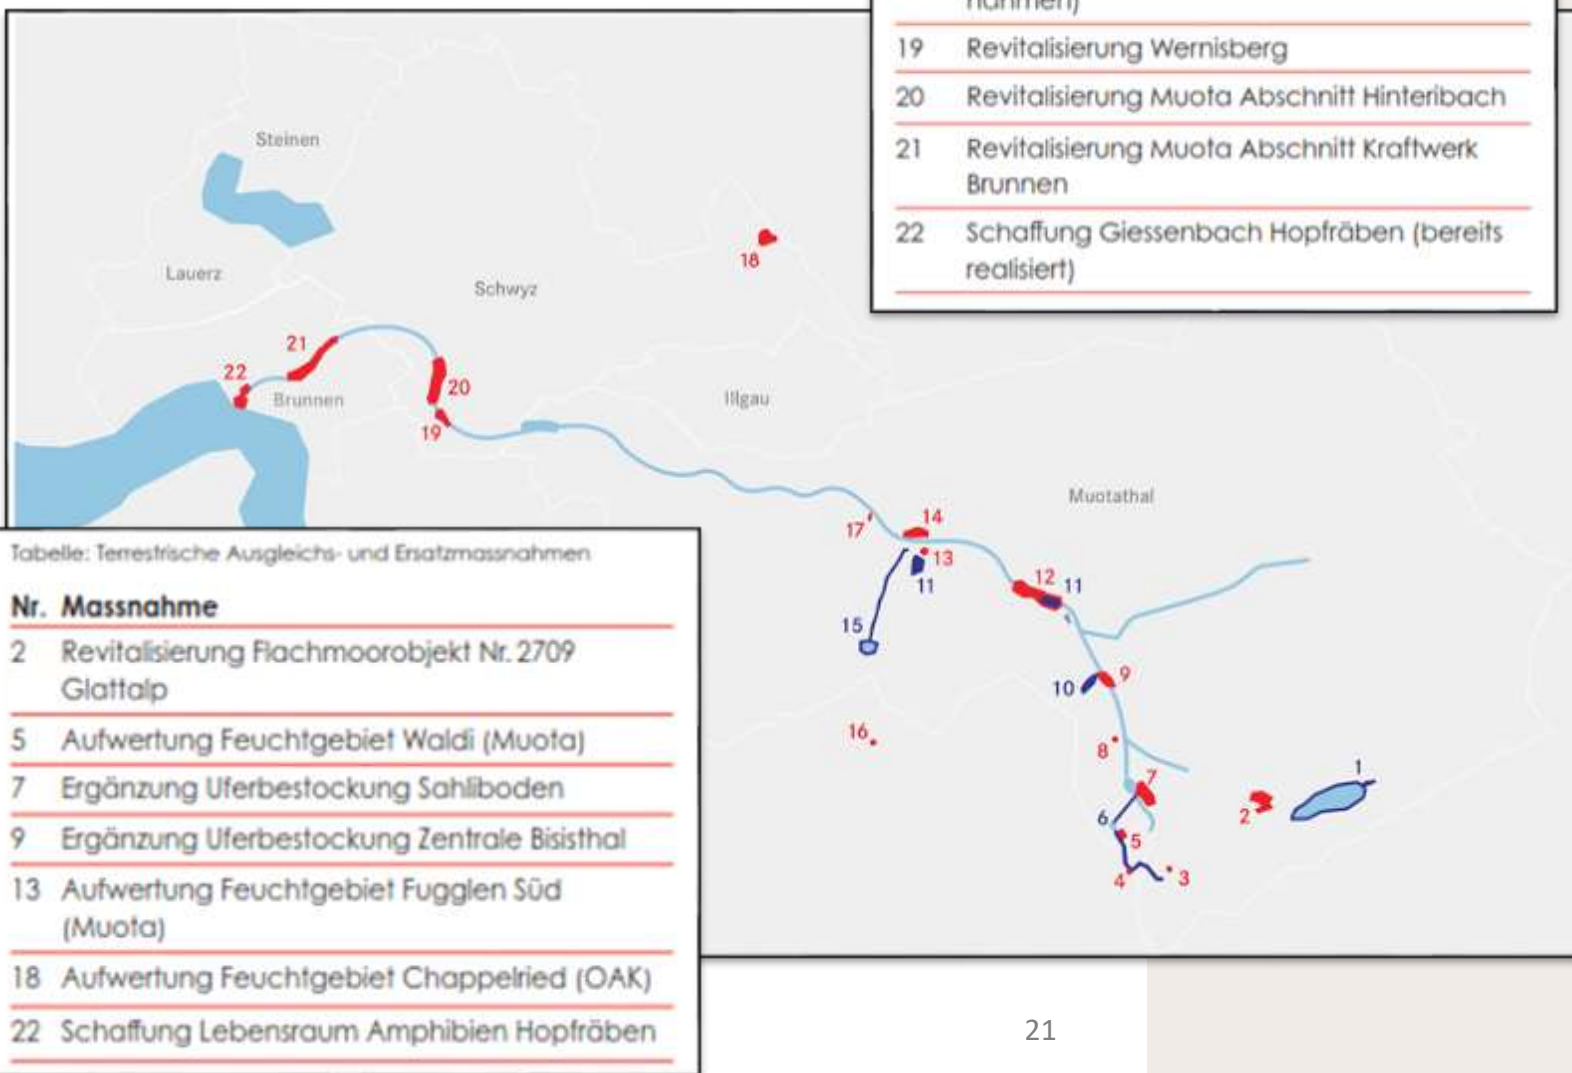 nahmen)
19 Revitalisierung Wernisberg
20 Revitalisierung Muota Abschnitt Hinteribach
21 Revitalisierung Muota Abschnitt Kraftwerk
Brunnen
22 Schaffung Giessenbach Hopfräben (bereits
realisiert)
Steinen
Lauerz
Schwyz
18
21
22
Brunnen
20
19
Illgau
Muotathal
17
14
13
11
12
11
15
10
9
16
8
7
1
2
6
5
4
3
Tabelle: Terrestrische Ausgleichs- und Ersatzmassnahmen
Nr. Massnahme
2 Revitalisierung Flachmoorobjekt Nr. 2709
Glattalp
5 Aufwertung Feuchtgebiet Waldi (Muota)
7 Ergänzung Uferbestockung Sahliboden
9 Ergänzung Uferbestockung Zentrale Bisisthal
13 Aufwertung Feuchtgebiet Fugglen Süd
(Muota)
18 Aufwertung Feuchtgebiet Chappelried (OAK)
22 Schaffung Lebensraum Amphibien Hopfräben
21